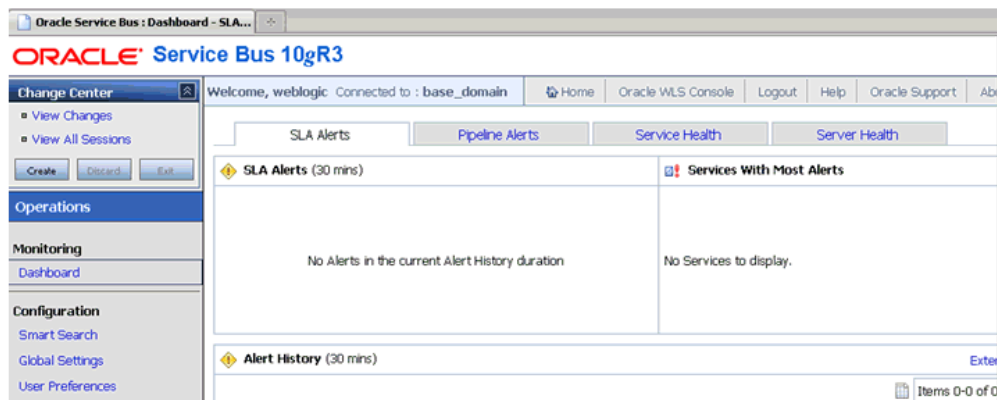 Oracle Service Bus : Dashboard - SLA...
ORACLE Service Bus 10gR3
Change Center
View Changes
View All Sessions
Create Discard Exit
Operations
Monitoring
Dashboard
Configuration
Smart Search
Global Settings
User Preferences
Welcome, weblogic Connected to : base_domain Home Oracle WLS Console Logout Help Oracle Support
SLA Alerts Pipeline Alerts Service Health Server Health
SLA Alerts (30 mins)
No Alerts in the current Alert History duration
Services With Most Alerts
No Services to display.
Alert History (30 mins)
Items 0-0 of 0